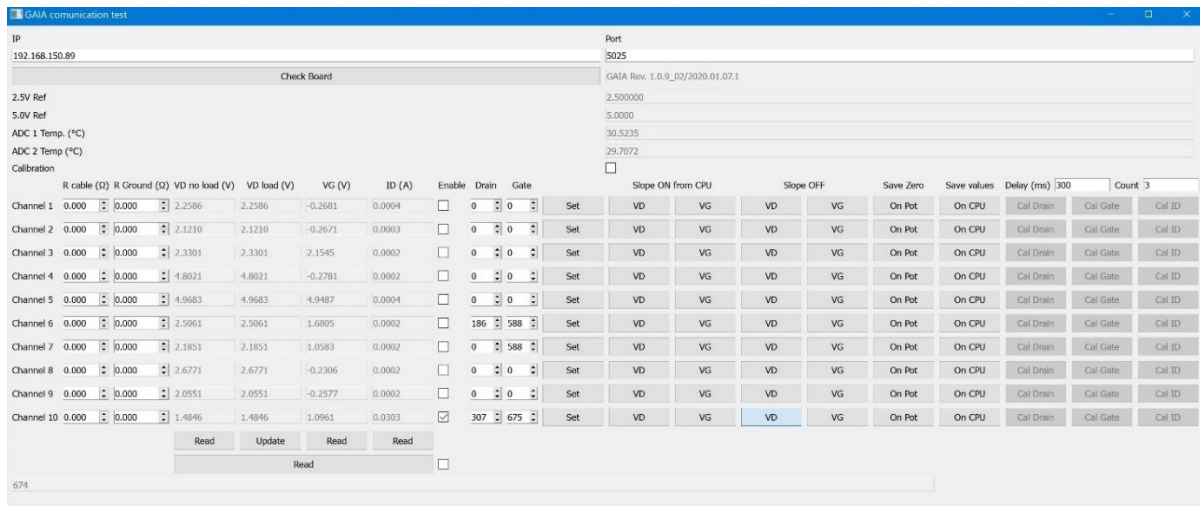 GAIA comunication test
IP Port
192.168.150.89 5025
Check Board GAIA Rev. 1.0.9_02/2020.01.07.1
2.5V Ref 2.500000
5.0V Ref 5.0000
ADC 1 Temp. (°C) 30.5235
ADC 2 Temp (°C) 29.7072
Calibration
R cable (Ω) R Ground (Ω) VD no load (V) VD load (V) VG (V) ID (A) Enable Drain Gate Slope ON from CPU Slope OFF Save Zero Save values Delay (ms) 300 Count 3
Channel 1 0.000 0.000 2.2586 2.2586 -0.2681 0.0004 0 0 Set VD VG VD VG On Pot On CPU Cal Drain Cal Gate Cal ID
Channel 2 0.000 0.000 2.1210 2.1210 -0.2671 0.0003 0 0 Set VD VG VD VG On Pot On CPU Cal Drain Cal Gate Cal ID
Channel 3 0.000 0.000 2.3301 2.3301 2.1545 0.0002 0 0 Set VD VG VD VG On Pot On CPU Cal Drain Cal Gate Cal ID
Channel 4 0.000 0.000 4.8021 4.8021 -0.2781 0.0002 0 0 Set VD VG VD VG On Pot On CPU Cal Drain Cal Gate Cal ID
Channel 5 0.000 0.000 4.9683 4.9683 4.9487 0.0004 0 0 Set VD VG VD VG On Pot On CPU Cal Drain Cal Gate Cal ID
Channel 6 0.000 0.000 2.5061 2.5061 1.6805 0.0002 186 588 Set VD VG VD VG On Pot On CPU Cal Drain Cal Gate Cal ID
Channel 7 0.000 0.000 2.1851 2.1851 1.0583 0.0002 0 588 Set VD VG VD VG On Pot On CPU Cal Drain Cal Gate Cal ID
Channel 8 0.000 0.000 2.6771 2.6771 -0.2306 0.0002 0 0 Set VD VG VD VG On Pot On CPU Cal Drain Cal Gate Cal ID
Channel 9 0.000 0.000 2.0551 2.0551 -0.2577 0.0002 0 0 Set VD VG VD VG On Pot On CPU Cal Drain Cal Gate Cal ID
Channel 10 0.000 0.000 1.4846 1.4846 1.0961 0.0303 307 675 Set VD VG VD VG On Pot On CPU Cal Drain Cal Gate Cal ID
Read Update Read Read
Read
674